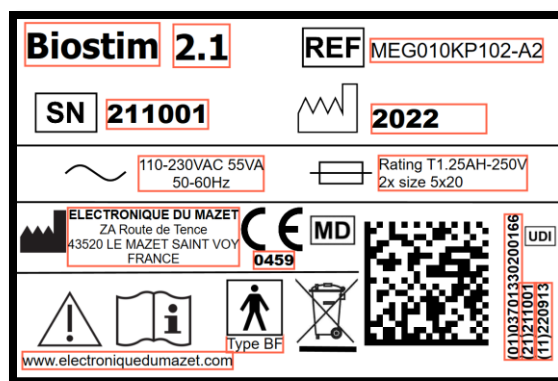 Biostim 2.1
REF MEG010KP102-A2
SN 211001
2022
110-230VAC 55VA
50-60Hz
Rating T1.25AH-250V
2x size 5x20
ELECTRONIQUE DU MAZET
ZA Route de Tence
43520 LE MAZET SAINT VOY
FRANCE
CE
0459
MD
UDI
(01)03701330200166
(21)211001
(11)220913
i
Type BF
www.electroniquedumazet.com